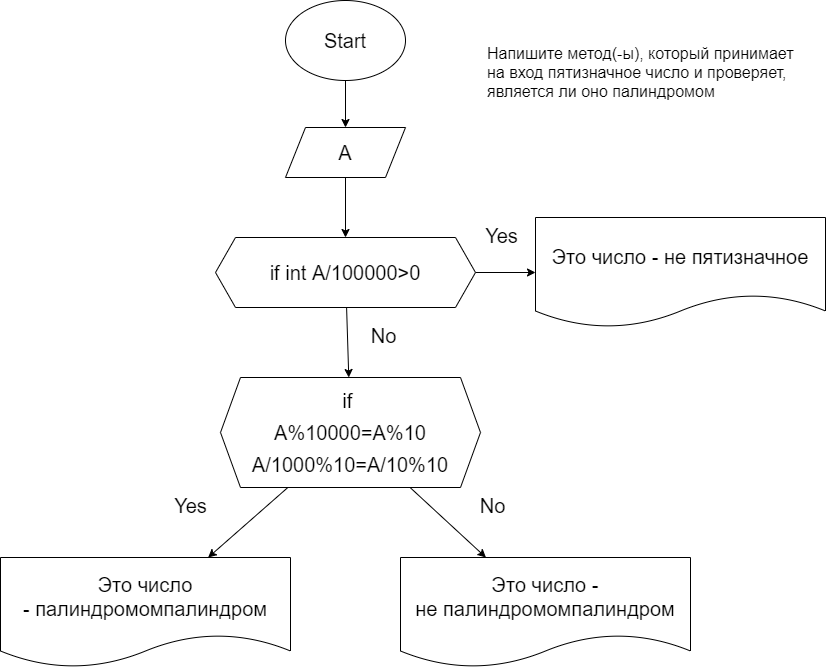 Start
Напишите метод(-ы), который принимает
на вход пятизначное число и проверяет,
является ли оно палиндромом
A
if int A/100000>0
Yes
Это число - не пятизначное
No
if
A%10000=A%10
A/1000%10=A/10%10
Yes
No
Это число
- палиндромомпалиндром
Это число -
не палиндромомпалиндром